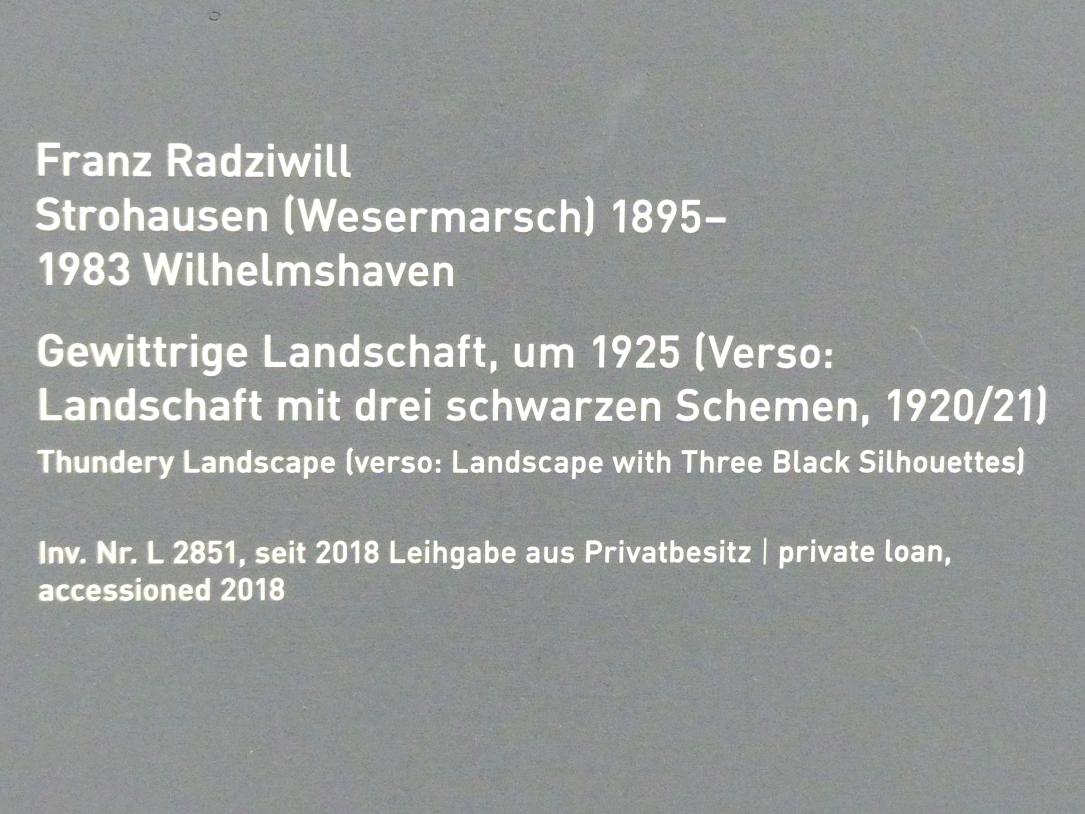 Franz Radziwill
Strohausen (Wesermarsch) 1895–
1983 Wilhelmshaven
Gewittrige Landschaft, um 1925 (Verso:
Landschaft mit drei schwarzen Schemen, 1920/21)
Thundery Landscape (verso: Landscape with Three Black Silhouettes)
Inv. Nr. L 2851, seit 2018 Leihgabe aus Privatbesitz | private loan,
accessioned 2018